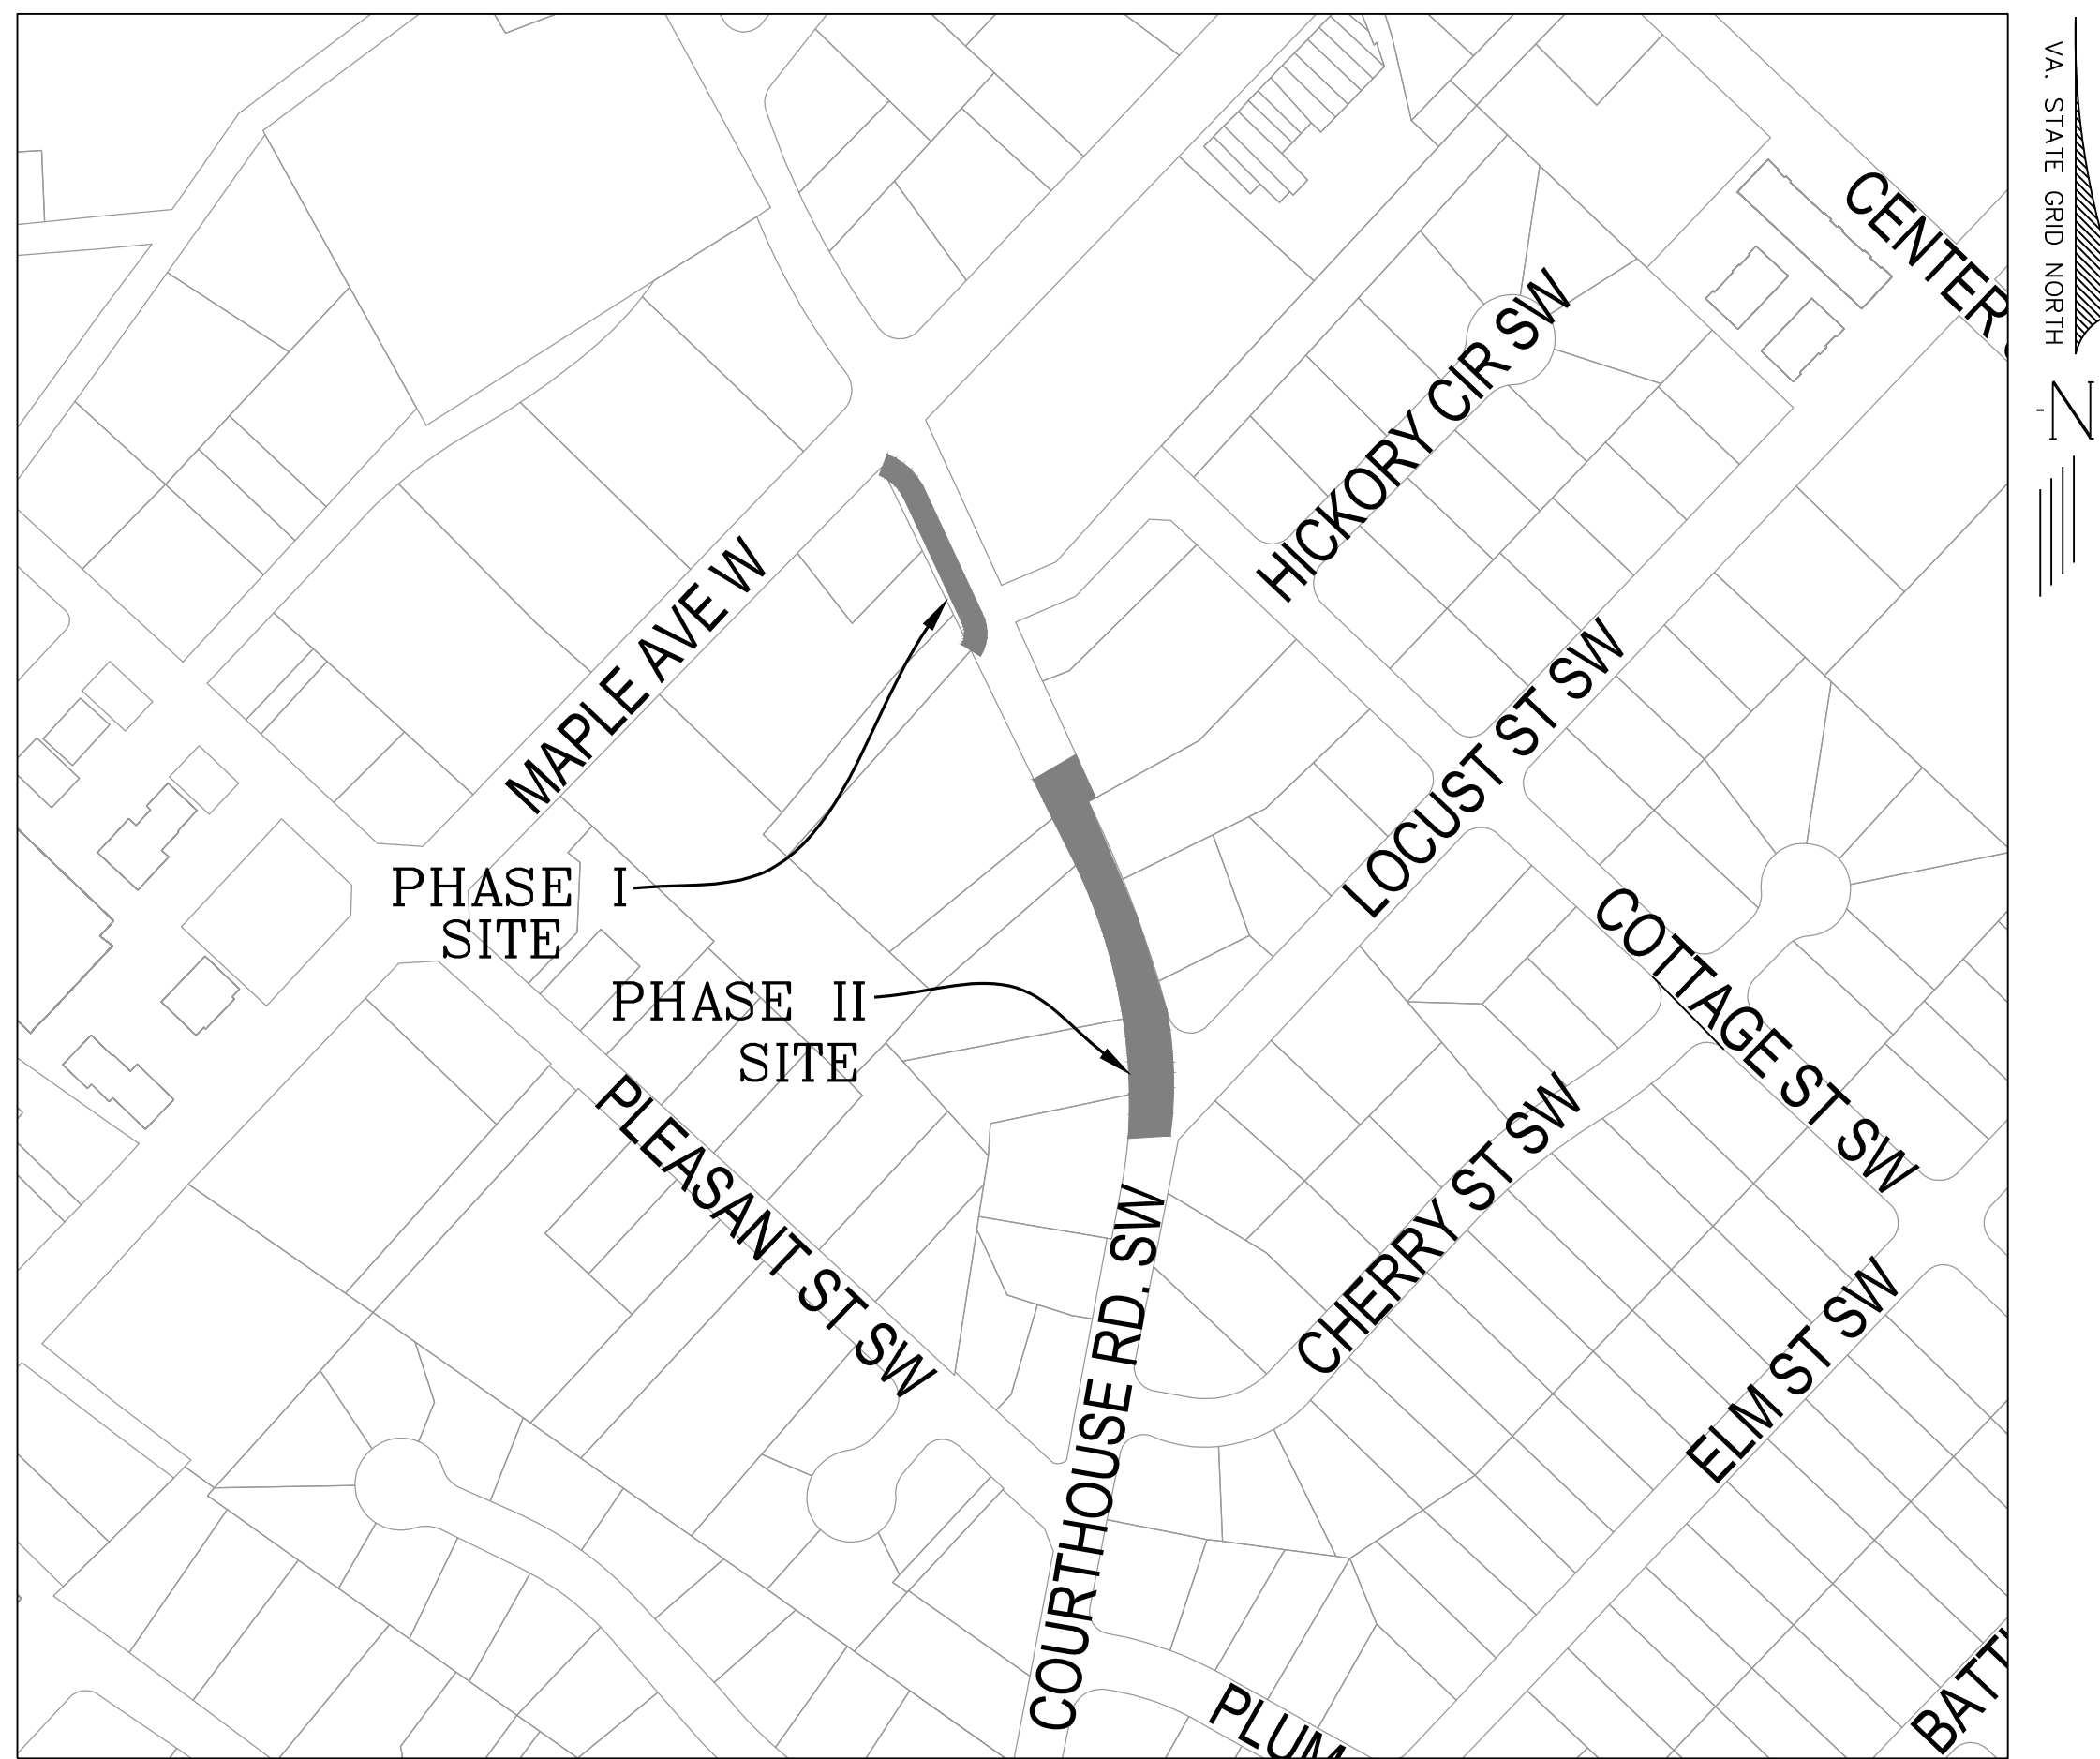 VA. STATE GRID NORTH
N
CENTER
HICKORY CIR SW
MAPLE AVE W
LOCUST ST SW
PHASE I
SITE
COTTAGE ST SW
PHASE II
SITE
PLEASANT ST SW
CHERRY ST SW
COURTHOUSE RD. SW
ELM ST SW
PLUM
BATT